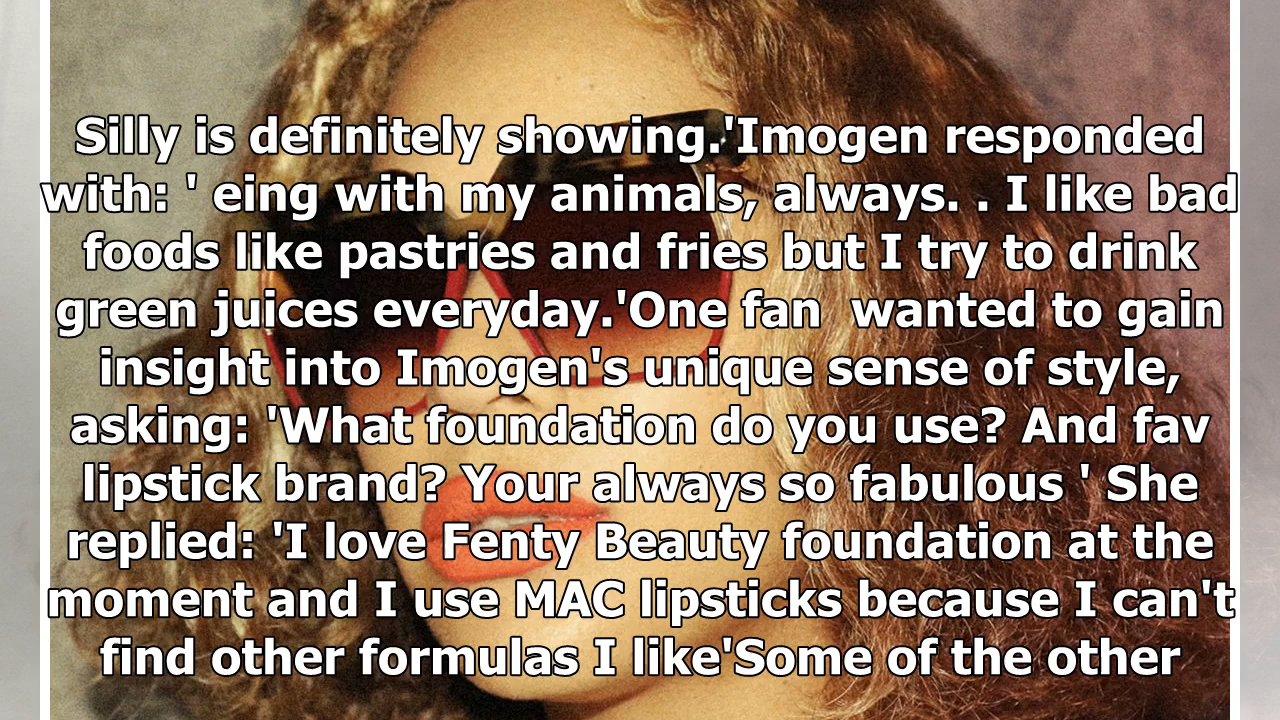 Silly is definitely showing.'Imogen responded
with: ' eing with my animals, always. . I like bad
foods like pastries and fries but I try to drink
green juices everyday.'One fan  wanted to gain
insight into Imogen's unique sense of style,
asking: 'What foundation do you use? And fav
lipstick brand? Your always so fabulous ' She
replied: 'I love Fenty Beauty foundation at the
moment and I use MAC lipsticks because I can't
find other formulas I like'Some of the other